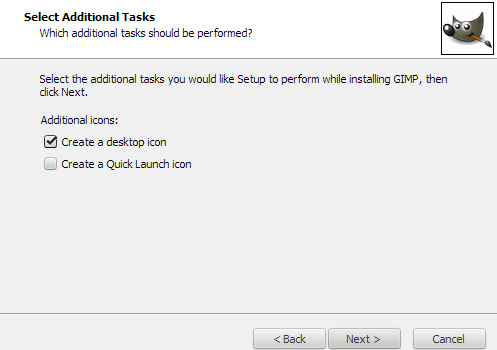 Select Additional Tasks
Which additional tasks should be performed?
Select the additional tasks you would like Setup to perform while installing GIMP, then
click Next.
Additional icons:
Create a desktop icon
Create a Quick Launch icon
< Back
Next >
Cancel